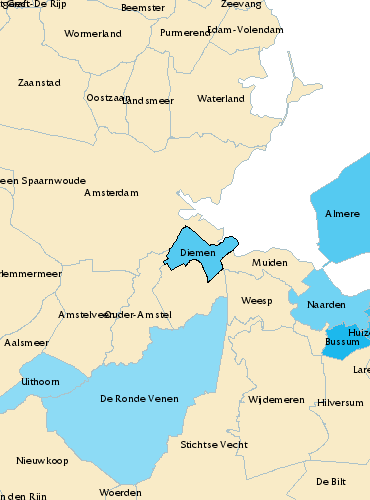 Graft-De Rijp
Beemster
Zeevang
Wormerland
Purmerend
Edam-Volendam
Zaanstad
Oostzaan
Landsmeer
Waterland
een Spaarnwoude
Amsterdam
Almere
Diemen
Muiden
lemmermeer
Weesp
Naarden
Amstelveen
Ouder-Amstel
Huize
Aalsmeer
Bussum
Lare
Uithoorn
De Ronde Venen
Wijdemeren
Hilversum
Stichtse Vecht
Nieuwkoop
De Bilt
n den Rijn
Woerden